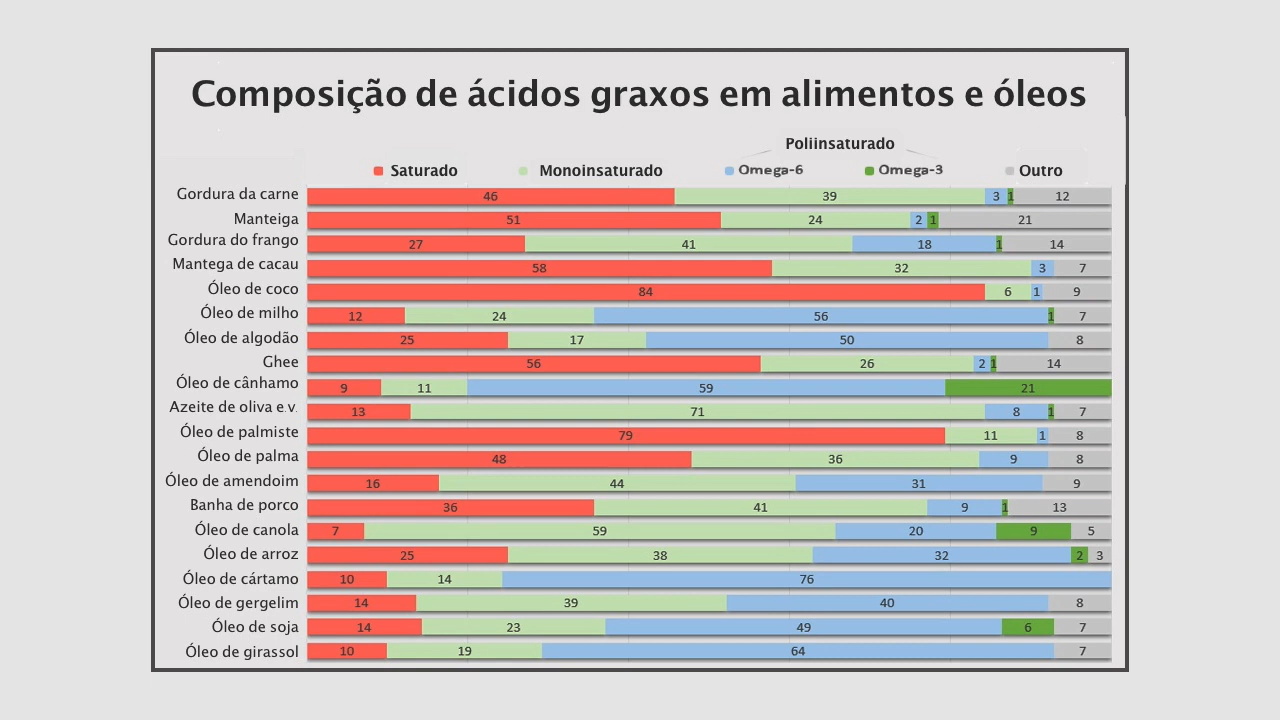 Composição de ácidos graxos em alimentos e óleos
Poliinsaturado
Saturado Monoinsaturado Omega-6 Omega-3 Outro
Gordura da carne 46 39 3 1 12
Manteiga 51 24 2 1 21
Gordura do frango 27 41 18 1 14
Mantega de cacau 58 32 3 7
Óleo de coco 84 6 1 9
Óleo de milho 12 24 56 1 7
Óleo de algodão 25 17 50 8
Ghee 56 26 2 1 14
Óleo de cânhamo 9 11 59 21
Azeite de oliva e.v. 13 71 8 1 7
Óleo de palmiste 79 11 1 8
Óleo de palma 48 36 9 8
Óleo de amendoim 16 44 31 9
Banha de porco 36 41 9 1 13
Óleo de canola 7 59 20 9 5
Óleo de arroz 25 38 32 2 3
Óleo de cártamo 10 14 76
Óleo de gergelim 14 39 40 8
Óleo de soja 14 23 49 6 7
Óleo de girassol 10 19 64 7